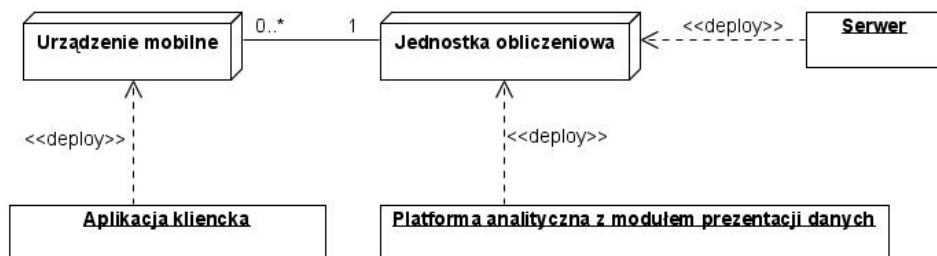 Urządzenie mobilne
0..*
1
Jednostka obliczeniowa
<<deploy>>
Serwer
<<deploy>>
<<deploy>>
Aplikacja kliencka
Platforma analityczna z modułem prezentacji danych